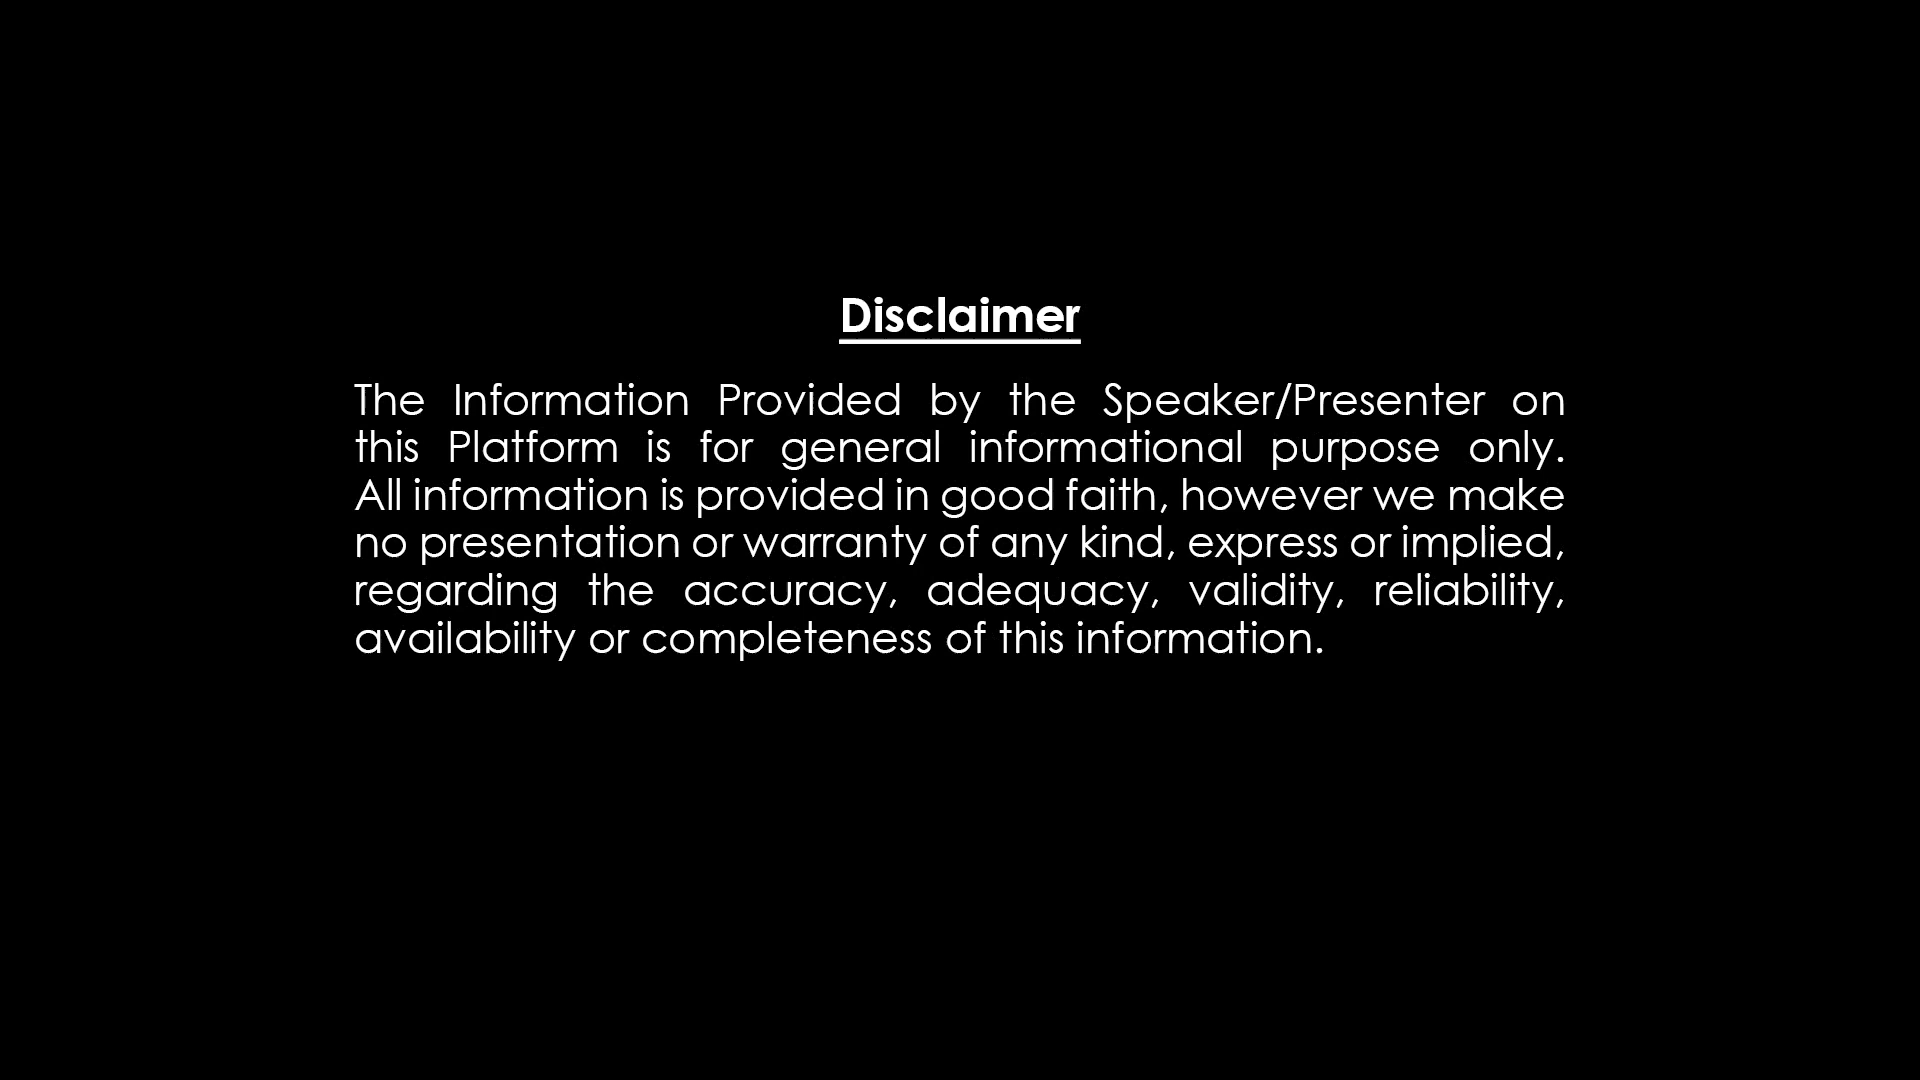 Disclaimer
The Information Provided by the Speaker/Presenter on
this Platform is for general informational purpose only.
All information is provided in good faith, however we make
no presentation or warranty of any kind, express or implied,
regarding the accuracy, adequacy, validity, reliability,
availability or completeness of this information.